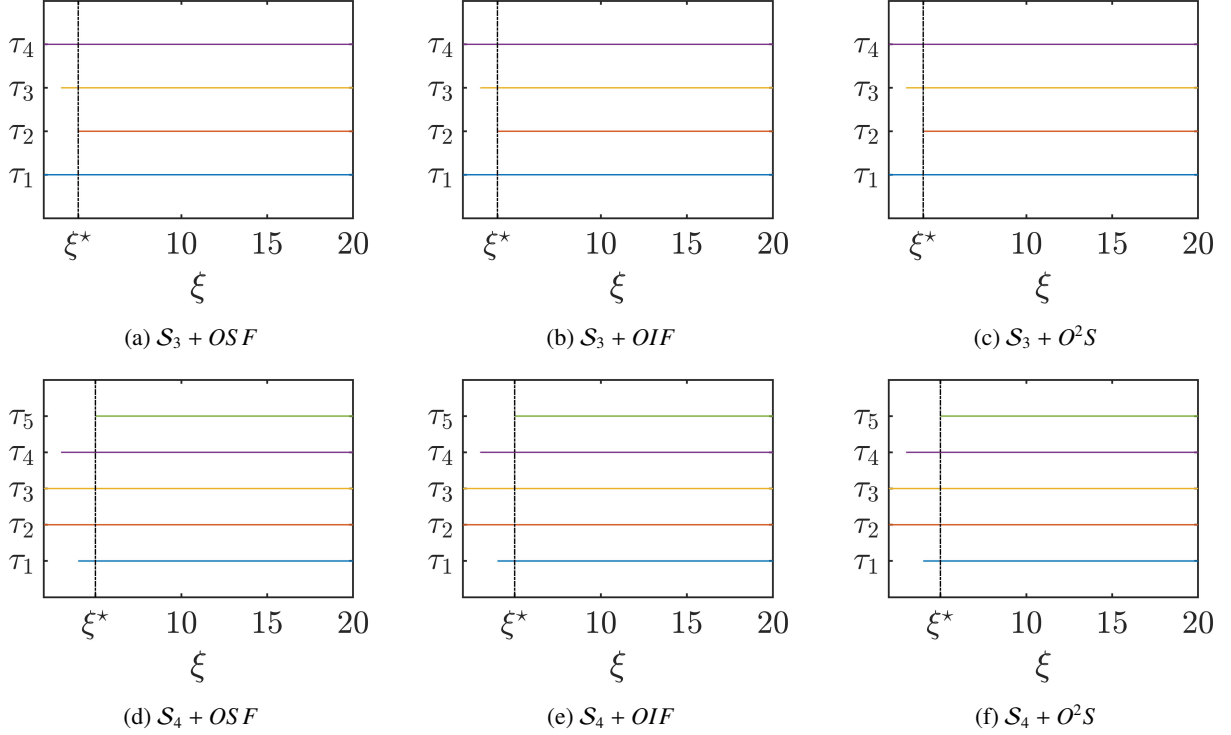 τ4
τ3
τ2
τ1
ξ⋆ 10 15 20
ξ
(a) S3 + OSF
τ4
τ3
τ2
τ1
ξ⋆ 10 15 20
ξ
(b) S3 + OIF
τ4
τ3
τ2
τ1
ξ⋆ 10 15 20
ξ
(c) S3 + O²S
τ5
τ4
τ3
τ2
τ1
ξ⋆ 10 15 20
ξ
(d) S4 + OSF
τ5
τ4
τ3
τ2
τ1
ξ⋆ 10 15 20
ξ
(e) S4 + OIF
τ5
τ4
τ3
τ2
τ1
ξ⋆ 10 15 20
ξ
(f) S4 + O²S